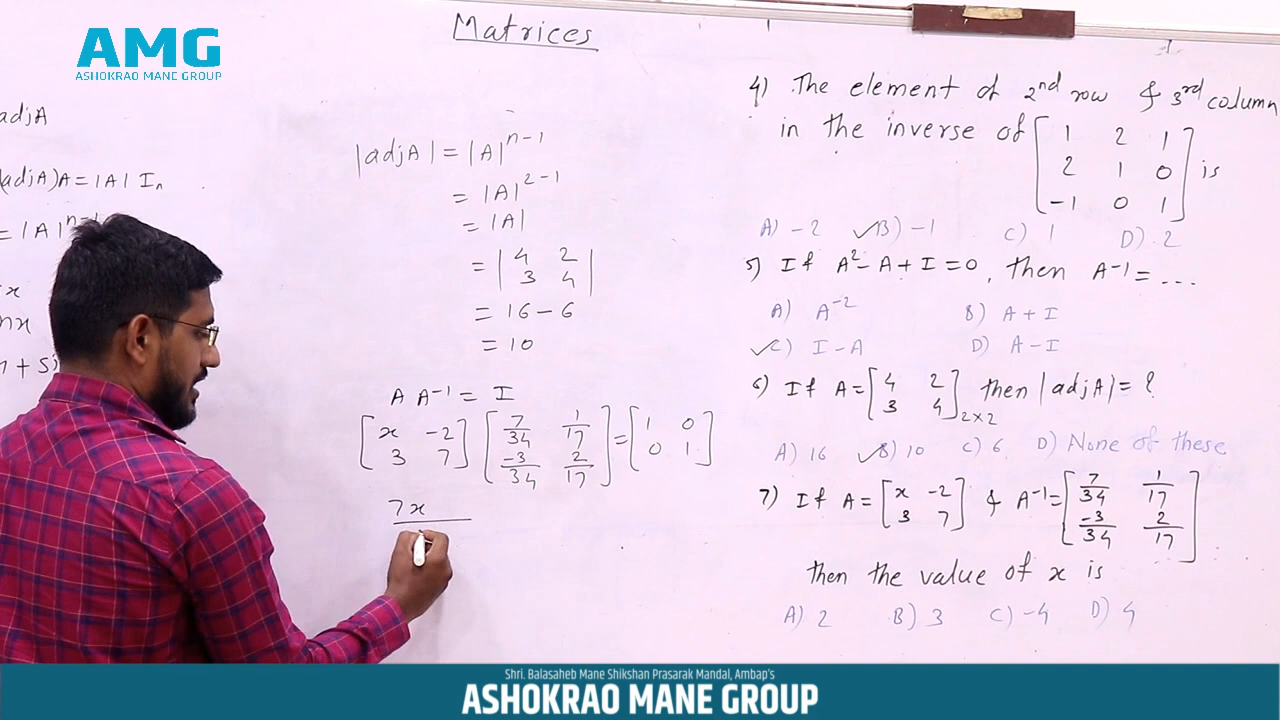 AMG
ASHOKRAO MANE GROUP
Matrices
adjA
(adjA)A = |A| Iₙ
= |A|ⁿ⁻¹
|adjA| = |A|ⁿ⁻¹
= |A|²⁻¹
= |A|
= | 4 2 |
| 3 4 |
= 16 - 6
= 10
A A⁻¹ = I
[ x -2 ] [ 7/34 1/17 ] = [ 1 0 ]
[ 3 7 ] [ -3/34 2/17 ] [ 0 1 ]
7x
4) The element of 2nd row & 3rd column
in the inverse of [ 1 2 1 ]
[ 2 1 0 ] is
[ -1 0 1 ]
A) -2 ✓B) -1 C) 1 D) 2
5) If A² - A + I = 0, then A⁻¹ = ...
A) A⁻² B) A + I
✓C) I - A D) A - I
6) If A = [ 4 2 ] then |adjA| = ?
[ 3 4 ]₂ₓ₂
A) 16 ✓B) 10 C) 6 D) None of these
7) If A = [ x -2 ] & A⁻¹ = [ 7/34 1/17 ]
[ 3 7 ] [ -3/34 2/17 ]
then the value of x is
A) 2 B) 3 C) -4 D) 4
Shri. Balasaheb Mane Shikshan Prasarak Mandal, Ambap's
ASHOKRAO MANE GROUP